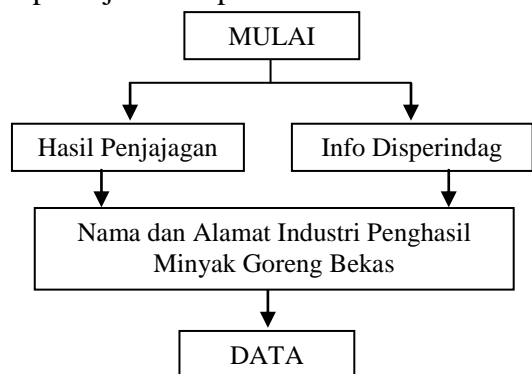 MULAI
Hasil Penjajagan
Info Disperindag
Nama dan Alamat Industri Penghasil
Minyak Goreng Bekas
DATA